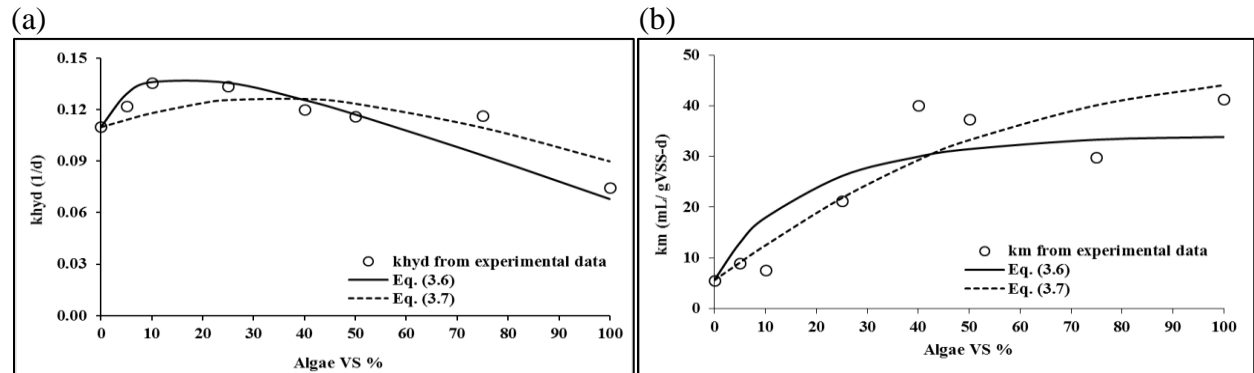 (a)
(b)
khyd (1/d)
0.15
0.12
0.09
0.06
0.03
0.00
khyd from experimental data
Eq. (3.6)
Eq. (3.7)
0 10 20 30 40 50 60 70 80 90 100
Algae VS %
km (mL/ gVSS-d)
50
40
30
20
10
0
km from experimental data
Eq. (3.6)
Eq. (3.7)
0 10 20 30 40 50 60 70 80 90 100
Algae VS %